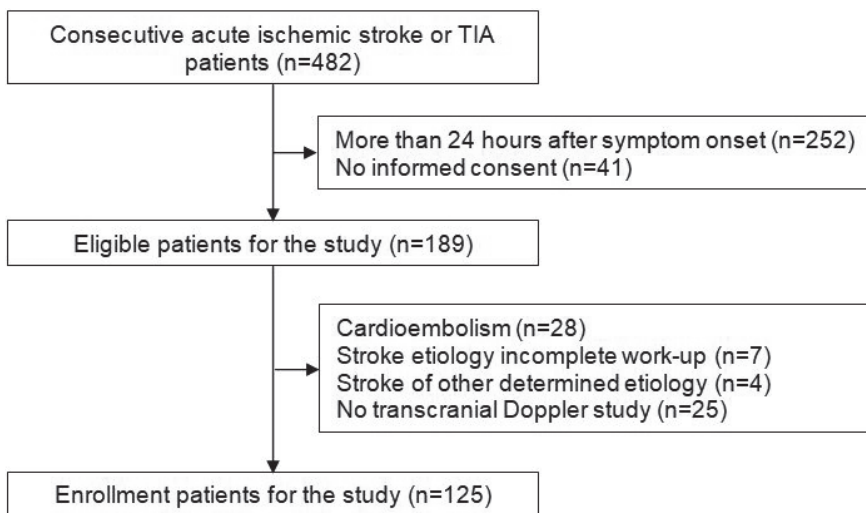 Consecutive acute ischemic stroke or TIA
patients (n=482)
More than 24 hours after symptom onset (n=252)
No informed consent (n=41)
Eligible patients for the study (n=189)
Cardioembolism (n=28)
Stroke etiology incomplete work-up (n=7)
Stroke of other determined etiology (n=4)
No transcranial Doppler study (n=25)
Enrollment patients for the study (n=125)